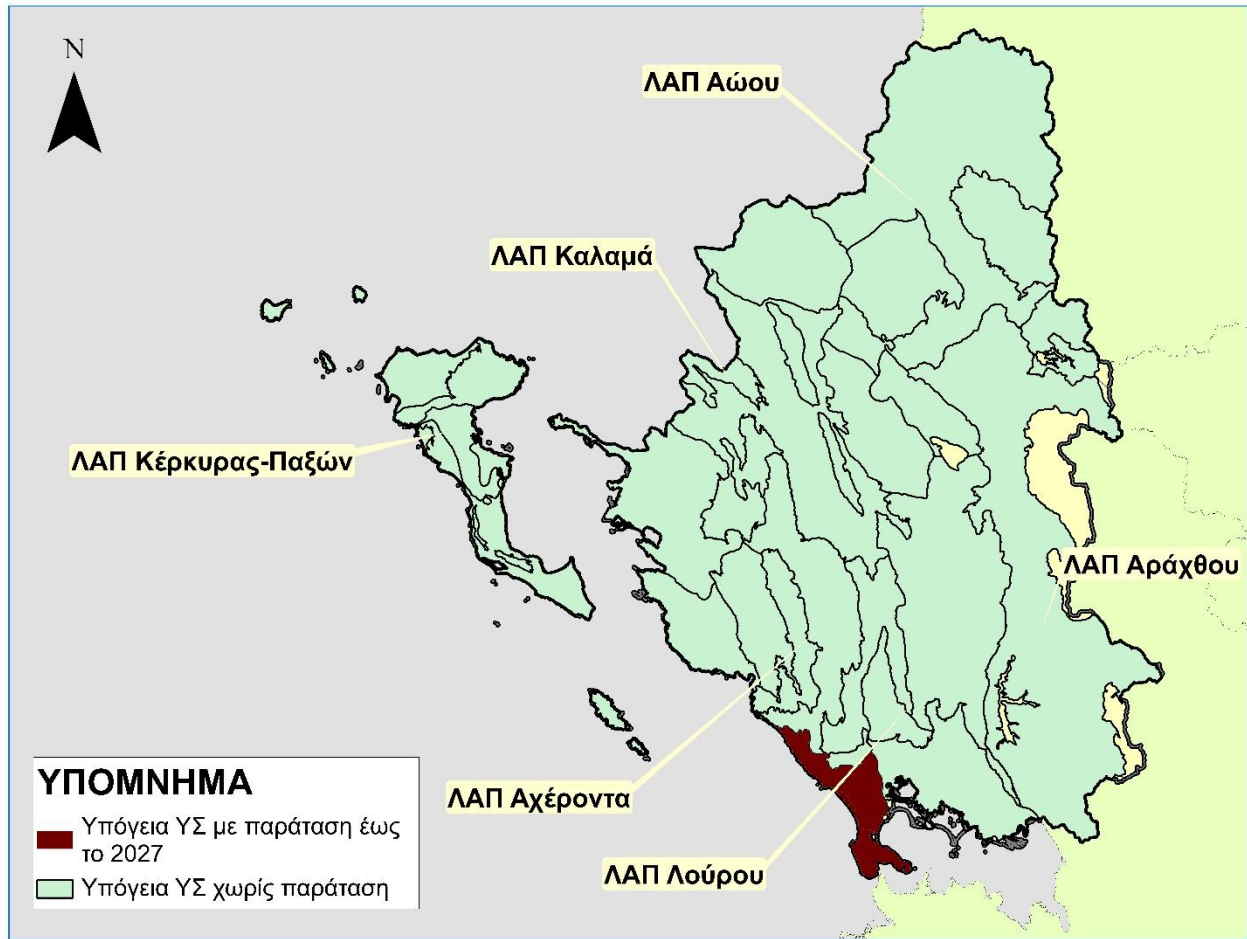 N
ΛΑΠ Αώου
ΛΑΠ Καλαμά
ΛΑΠ Κέρκυρας-Παξών
ΛΑΠ Αράχθου
ΛΑΠ Αχέροντα
ΛΑΠ Λούρου
ΥΠΟΜΝΗΜΑ
Υπόγεια ΥΣ με παράταση έως
το 2027
Υπόγεια ΥΣ χωρίς παράταση